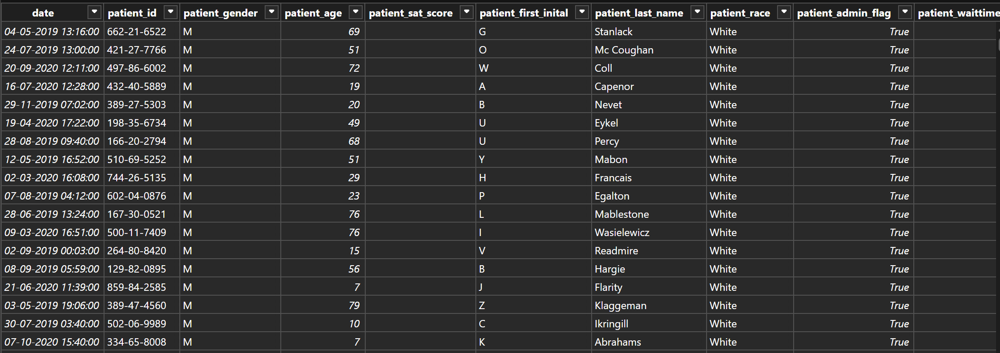 date patient_id patient_gender patient_age patient_sat_score patient_first_inital patient_last_name patient_race patient_admin_flag patient_waittime
04-05-2019 13:16:00 662-21-6522 M 69 G Stanlack White True
24-07-2019 13:00:00 421-27-7766 M 51 O Mc Coughan White True
20-09-2020 12:11:00 497-86-6002 M 72 W Coll White True
16-07-2020 12:28:00 432-40-5889 M 19 A Capenor White True
29-11-2019 07:02:00 389-27-5303 M 20 B Nevet White True
19-04-2020 17:22:00 198-35-6734 M 49 U Eykel White True
28-08-2019 09:40:00 166-20-2794 M 68 U Percy White True
12-05-2019 16:52:00 510-69-5252 M 51 Y Mabon White True
02-03-2020 16:08:00 744-26-5135 M 29 H Francais White True
07-08-2019 04:12:00 602-04-0876 M 23 P Egalton White True
28-06-2019 13:24:00 167-30-0521 M 76 L Mablestone White True
09-03-2020 16:51:00 500-11-7409 M 76 I Wasielewicz White True
02-09-2019 00:03:00 264-80-8420 M 15 V Readmire White True
08-09-2019 05:59:00 129-82-0895 M 56 B Hargie White True
21-06-2020 11:39:00 859-84-2585 M 7 J Flarity White True
03-05-2019 19:06:00 389-47-4560 M 79 Z Klaggeman White True
30-07-2019 03:40:00 502-06-9989 M 10 C Ikringill White True
07-10-2020 15:40:00 334-65-8008 M 7 K Abrahams White True